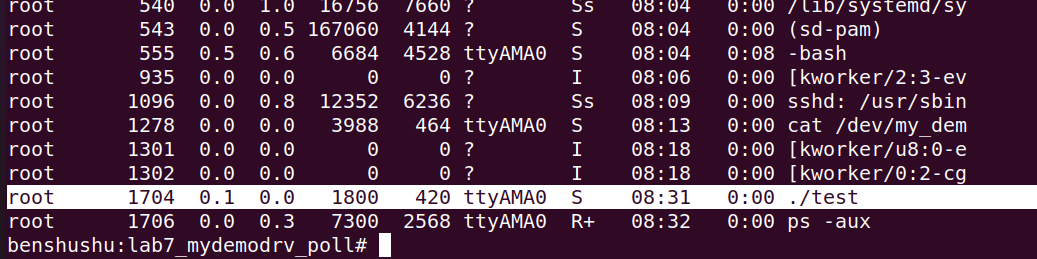 root 540 0.0 1.0 16756 7660 ? Ss 08:04 0:00 /lib/systemd/sy
root 543 0.0 0.5 167060 4144 ? S 08:04 0:00 (sd-pam)
root 555 0.5 0.6 6684 4528 ttyAMA0 S 08:04 0:08 -bash
root 935 0.0 0.0 0 0 ? I 08:06 0:00 [kworker/2:3-ev
root 1096 0.0 0.8 12352 6236 ? Ss 08:09 0:00 sshd: /usr/sbin
root 1278 0.0 0.0 3988 464 ttyAMA0 S 08:13 0:00 cat /dev/my_dem
root 1301 0.0 0.0 0 0 ? I 08:18 0:00 [kworker/u8:0-e
root 1302 0.0 0.0 0 0 ? I 08:18 0:00 [kworker/0:2-cg
root 1704 0.1 0.0 1800 420 ttyAMA0 S 08:31 0:00 ./test
root 1706 0.0 0.3 7300 2568 ttyAMA0 R+ 08:32 0:00 ps -aux
benshushu:lab7_mydemodrv_poll#